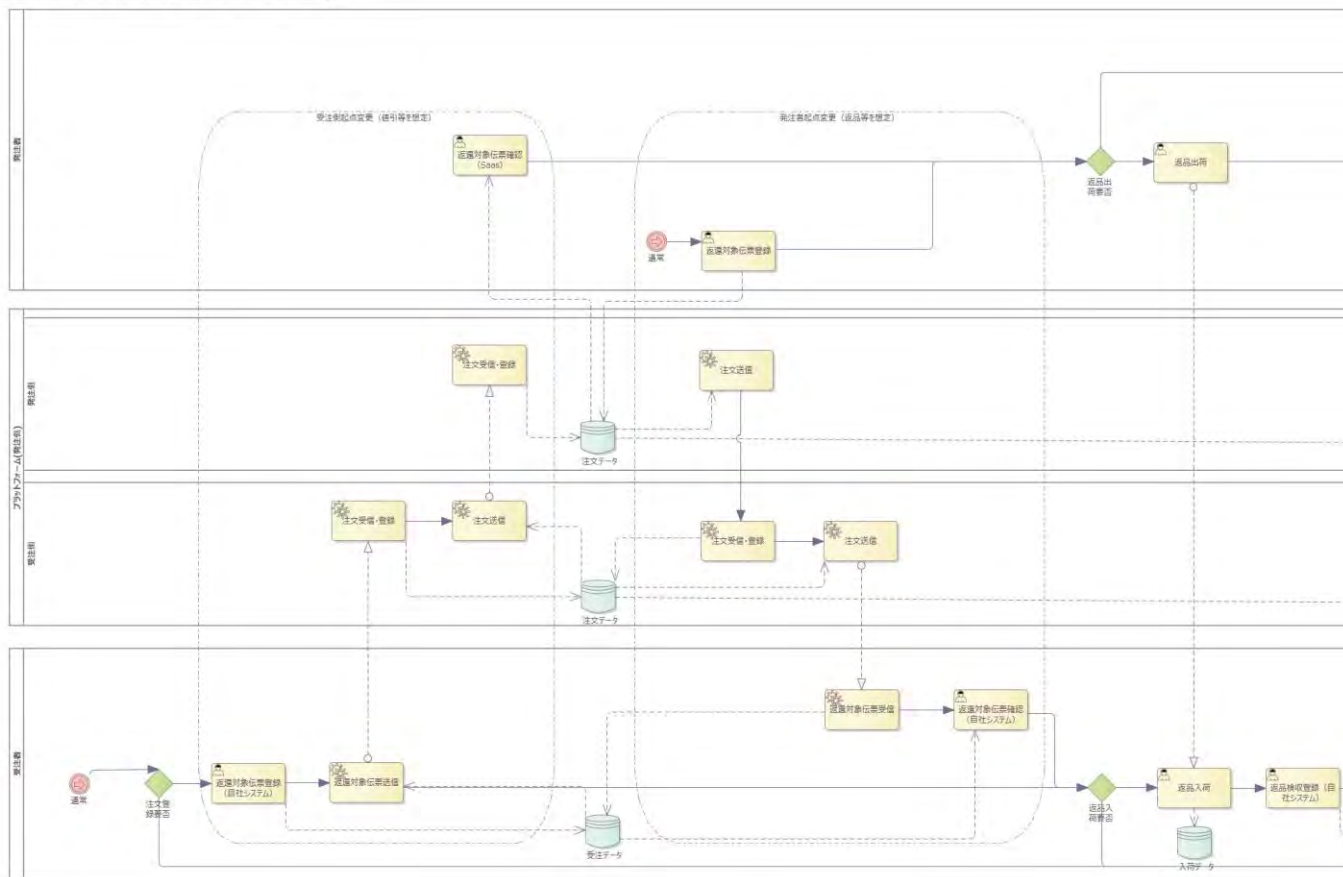 発注者
受注側起点変更（値引等を想定）
発注者起点変更（返品等を想定）
返還対象伝票確認
（Saas）
通常
返還対象伝票登録
返品出
荷要否
返品出荷
プラットフォーム(発注側)
発注側
注文受信・登録
注文送信
注文データ
受注側
注文受信・登録
注文送信
注文受信・登録
注文送信
注文データ
受注者
通常
注文登
録要否
返還対象伝票登録
（自社システム）
返還対象伝票送信
受注データ
返還対象伝票受信
返還対象伝票確認
（自社システム）
返品入
荷要否
返品入荷
返品検収登録（自
社システム）
入荷データ